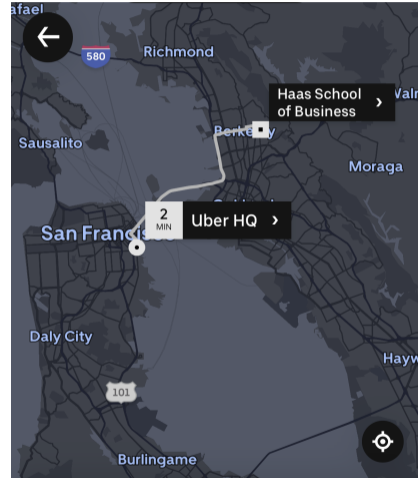 afael
580
Richmond
Haas School
of Business
Waln
Berkeley
Sausalito
Moraga
2
MIN
Uber HQ
San Francis
Daly City
101
Hayw
Burlingame